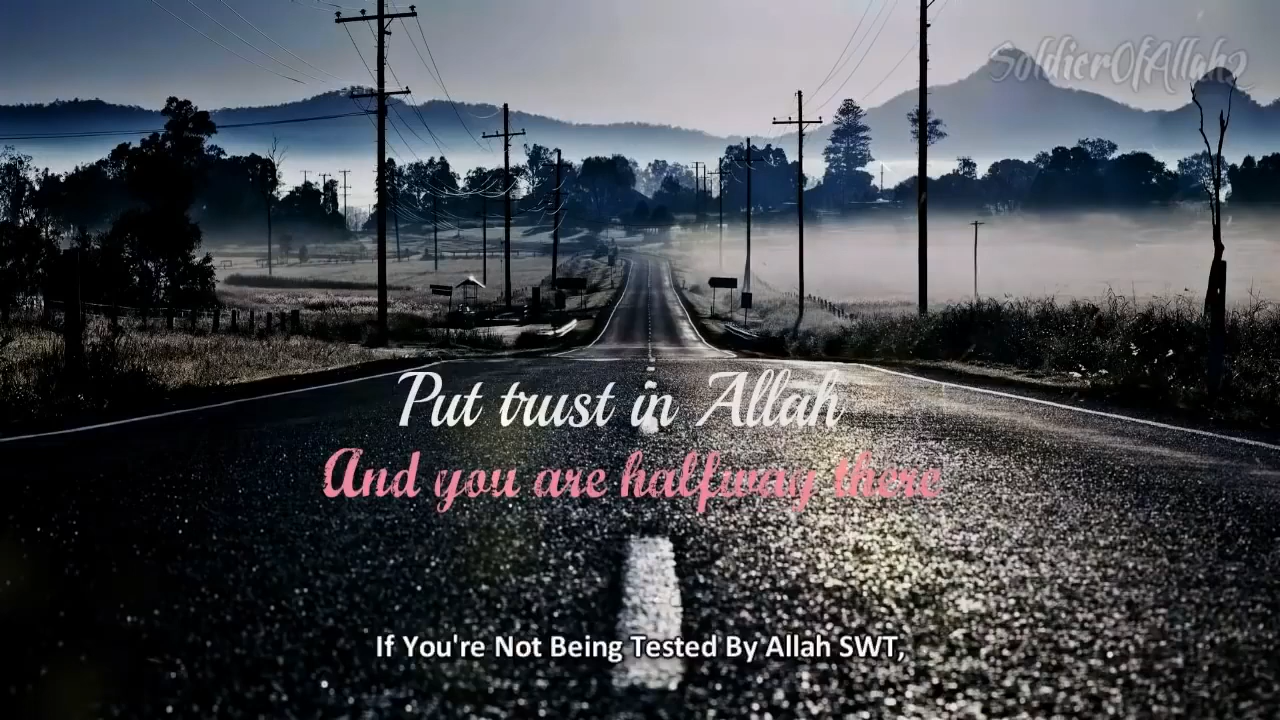 SoldierOfAllah2
Put trust in Allah
And you are halfway there
If You're Not Being Tested By Allah SWT,